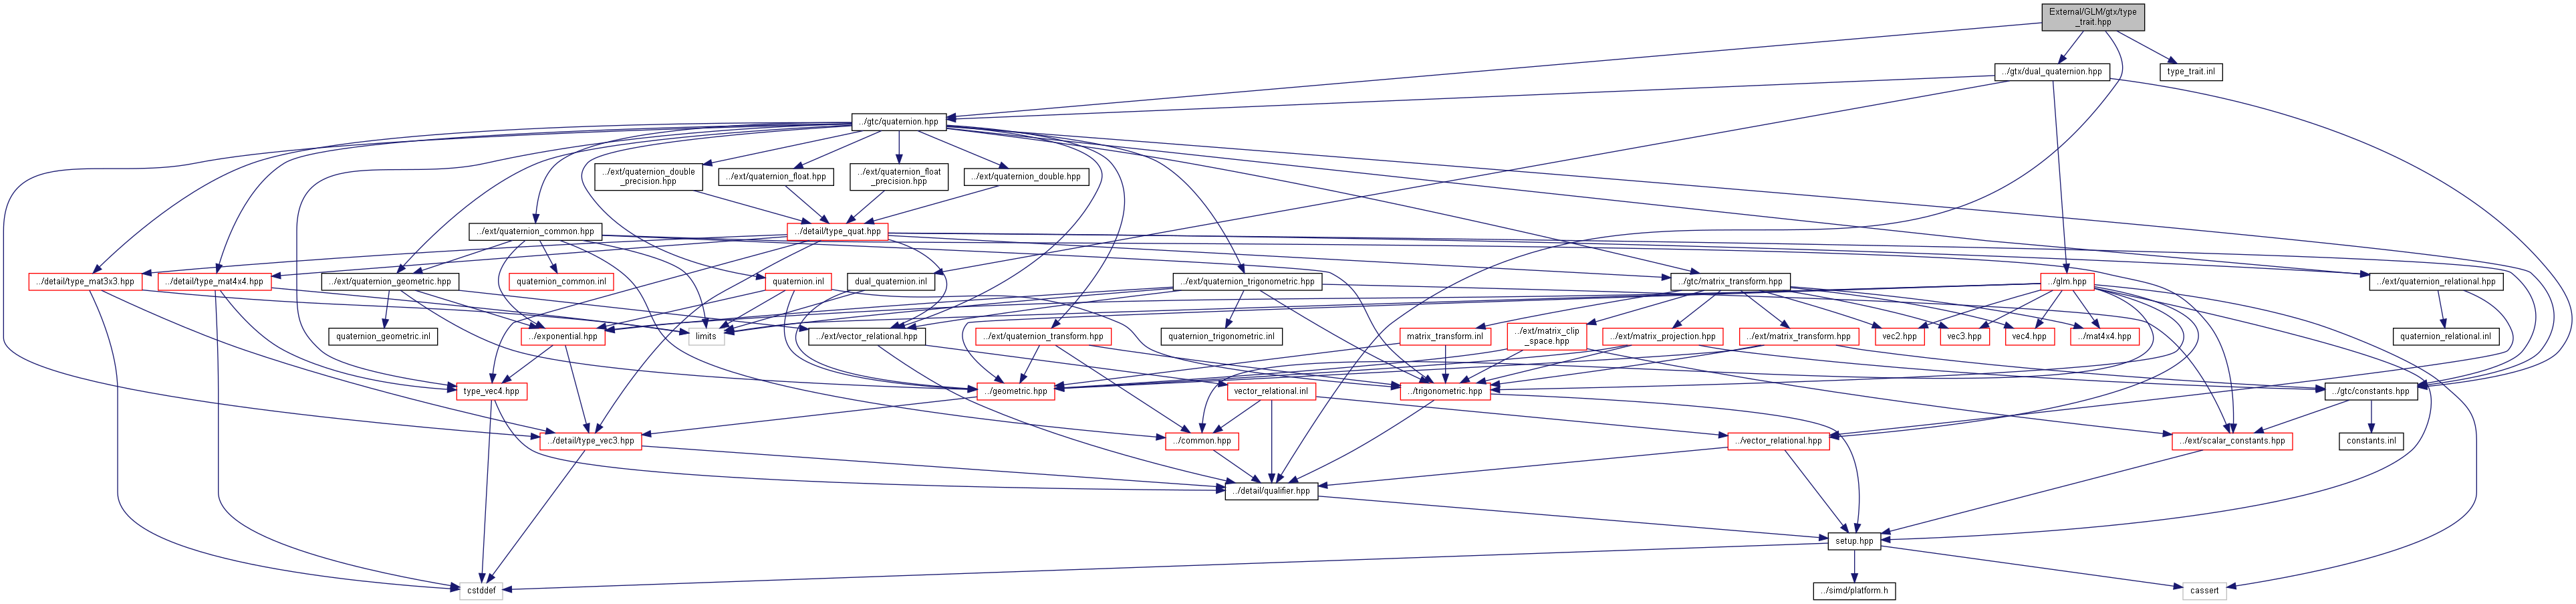 External/GLM/gtx/type
_trait.hpp
../gtx/dual_quaternion.hpp
type_trait.inl
../gtc/quaternion.hpp
../ext/quaternion_double
_precision.hpp
../ext/quaternion_float.hpp
../ext/quaternion_float
_precision.hpp
../ext/quaternion_double.hpp
../ext/quaternion_common.hpp
../detail/type_quat.hpp
../detail/type_mat3x3.hpp
../detail/type_mat4x4.hpp
../ext/quaternion_geometric.hpp
quaternion_common.inl
quaternion.inl
dual_quaternion.inl
../ext/quaternion_trigonometric.hpp
../gtc/matrix_transform.hpp
../glm.hpp
../ext/quaternion_relational.hpp
quaternion_geometric.inl
../exponential.hpp
limits
../ext/vector_relational.hpp
../ext/quaternion_transform.hpp
quaternion_trigonometric.inl
matrix_transform.inl
../ext/matrix_clip
_space.hpp
../ext/matrix_projection.hpp
../ext/matrix_transform.hpp
vec2.hpp
vec3.hpp
vec4.hpp
../mat4x4.hpp
quaternion_relational.inl
type_vec4.hpp
../geometric.hpp
vector_relational.inl
../trigonometric.hpp
../gtc/constants.hpp
../detail/type_vec3.hpp
../common.hpp
../vector_relational.hpp
../ext/scalar_constants.hpp
constants.inl
../detail/qualifier.hpp
setup.hpp
cstddef
../simd/platform.h
cassert